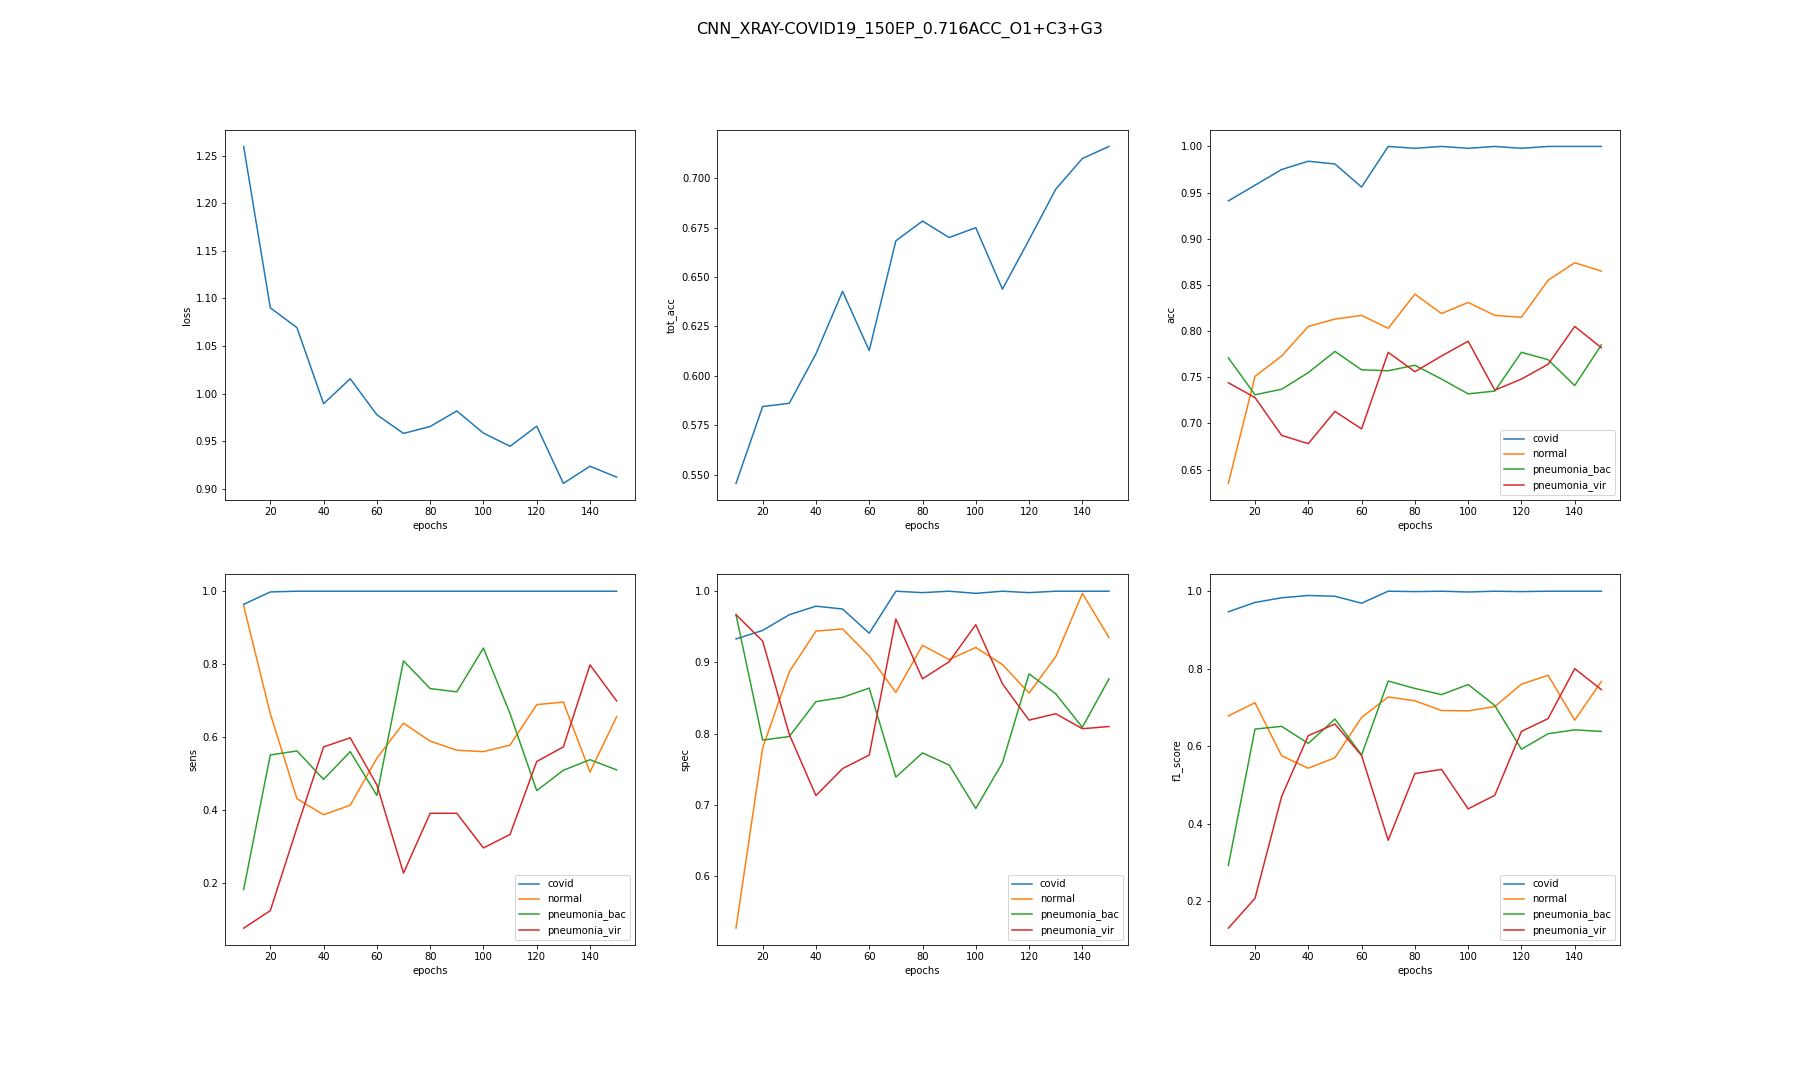 CNN_XRAY-COVID19_150EP_0.716ACC_O1+C3+G3
loss
1.25
1.20
1.15
1.10
1.05
1.00
0.95
0.90
20 40 60 80 100 120 140
epochs
tot_acc
0.700
0.675
0.650
0.625
0.600
0.575
0.550
20 40 60 80 100 120 140
epochs
acc
1.00
0.95
0.90
0.85
0.80
0.75
0.70
0.65
covid
normal
pneumonia_bac
pneumonia_vir
20 40 60 80 100 120 140
epochs
sens
1.0
0.8
0.6
0.4
0.2
covid
normal
pneumonia_bac
pneumonia_vir
20 40 60 80 100 120 140
epochs
spec
1.0
0.9
0.8
0.7
0.6
covid
normal
pneumonia_bac
pneumonia_vir
20 40 60 80 100 120 140
epochs
f1_score
1.0
0.8
0.6
0.4
0.2
covid
normal
pneumonia_bac
pneumonia_vir
20 40 60 80 100 120 140
epochs